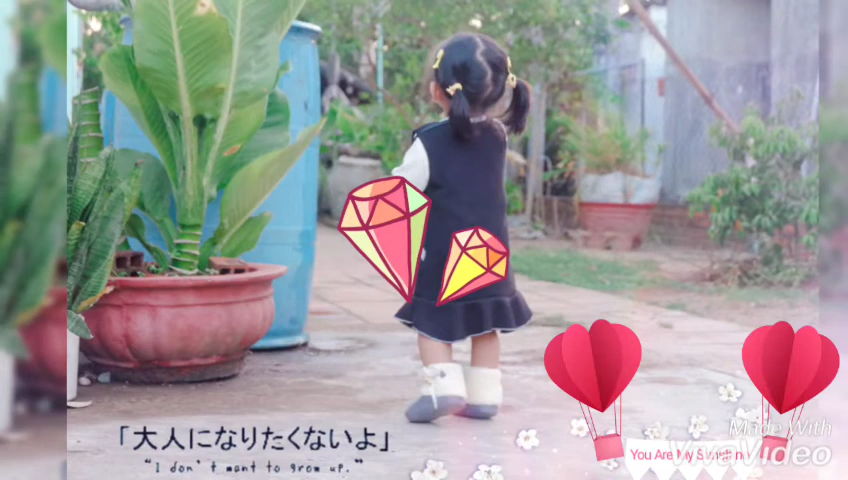 「大人になりたくないよ」
"I don't want to grow up."
You Are My Sunshine
Made With
VivaVideo